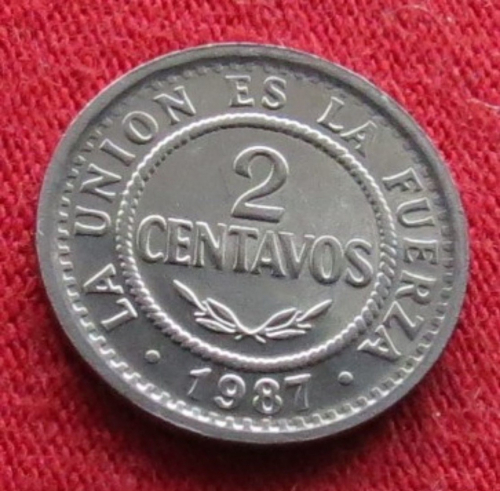 LA UNION ES LA FUERZA
2
CENTAVOS
· 1987 ·